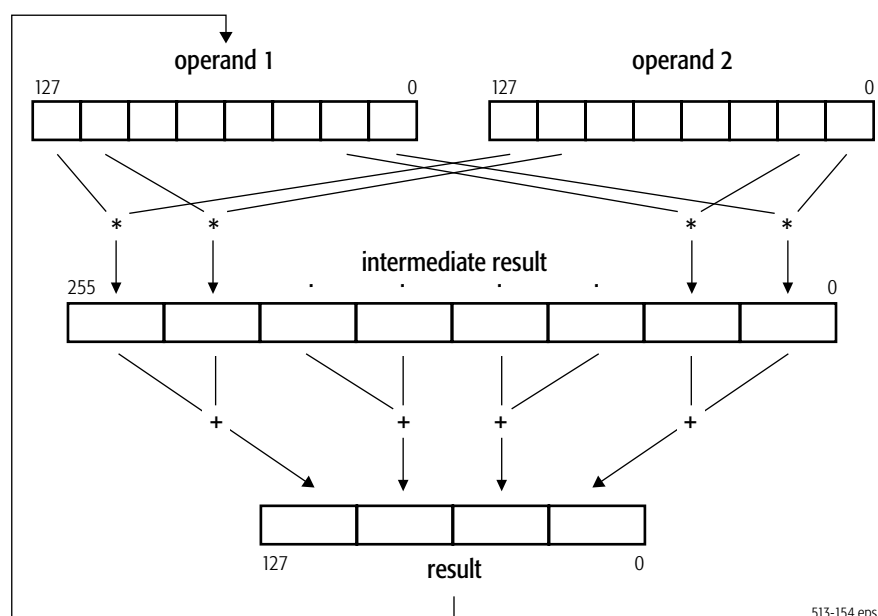 operand 1
operand 2
127 0 127 0
* * * *
intermediate result
255 . . . . 0
+ + + +
127 result 0
513-154.eps